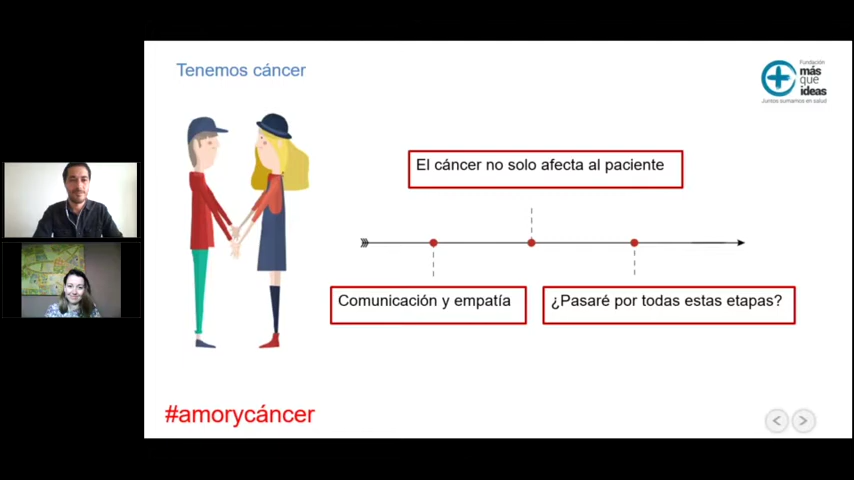 Tenemos cáncer
Fundación
más
que
ideas
Juntos sumamos en salud
El cáncer no solo afecta al paciente
Comunicación y empatía
¿Pasaré por todas estas etapas?
#amorycáncer